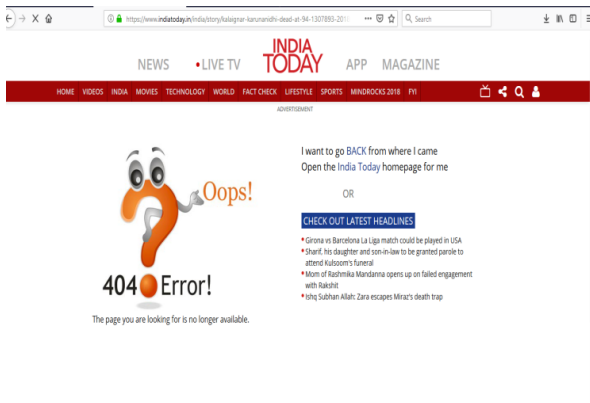 https://www.indiatoday.in/india/story/kalaignar-karunanidhi-dead-at-94-1307893-201
Search
NEWS
•LIVE TV
INDIA
TODAY
APP
MAGAZINE
HOME VIDEOS INDIA MOVIES TECHNOLOGY WORLD FACT CHECK LIFESTYLE SPORTS MINDROCKS 2018 FYI
ADVERTISEMENT
Oops!
404 Error!
The page you are looking for is no longer available.
I want to go BACK from where I came
Open the India Today homepage for me
OR
CHECK OUT LATEST HEADLINES
Girona vs Barcelona La Liga match could be played in USA
Sharif, his daughter and son-in-law to be granted parole to
attend Kulsoom's funeral
Mom of Rashmika Mandanna opens up on failed engagement
with Rakshit
Ishq Subhan Allah: Zara escapes Miraz's death trap